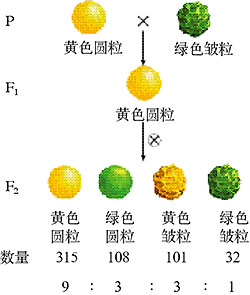 P
×
黄色圆粒 绿色皱粒
F₁
黄色圆粒
⊗
F₂
黄色 绿色 黄色 绿色
圆粒 圆粒 皱粒 皱粒
数量 315 108 101 32
9 : 3 : 3 : 1